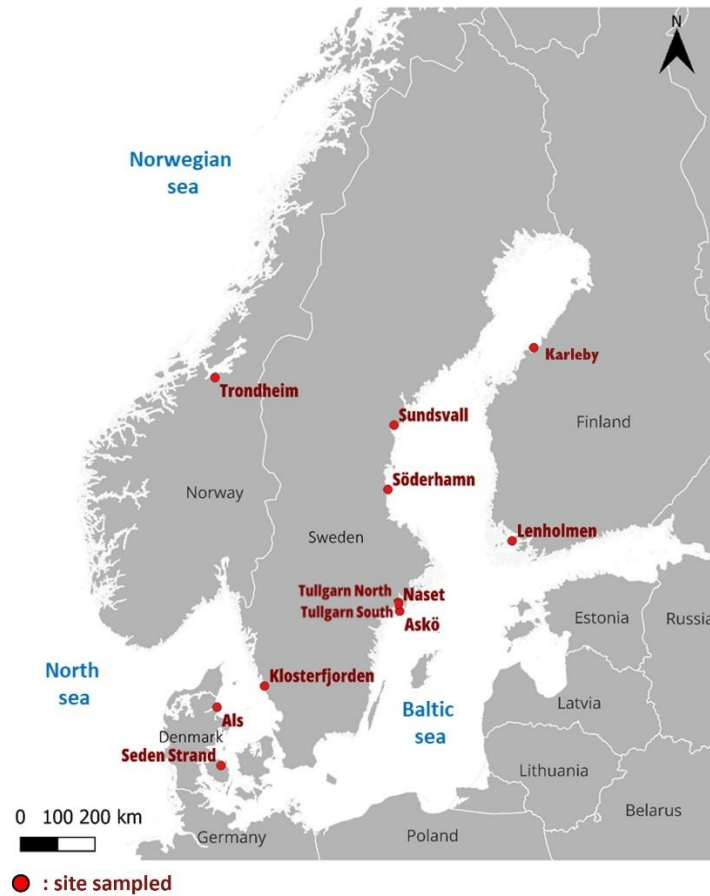 N
Norwegian
sea
Karleby
Trondheim
Sundsvall
Finland
Söderhamn
Norway
Lenholmen
Sweden
Tullgarn North Naset
Tullgarn South Askö
Estonia
Russia
North
sea
Klosterfjorden
Latvia
Baltic
sea
Als
Denmark
Seden Strand
Lithuania
Belarus
0 100 200 km
Germany
Poland
: site sampled